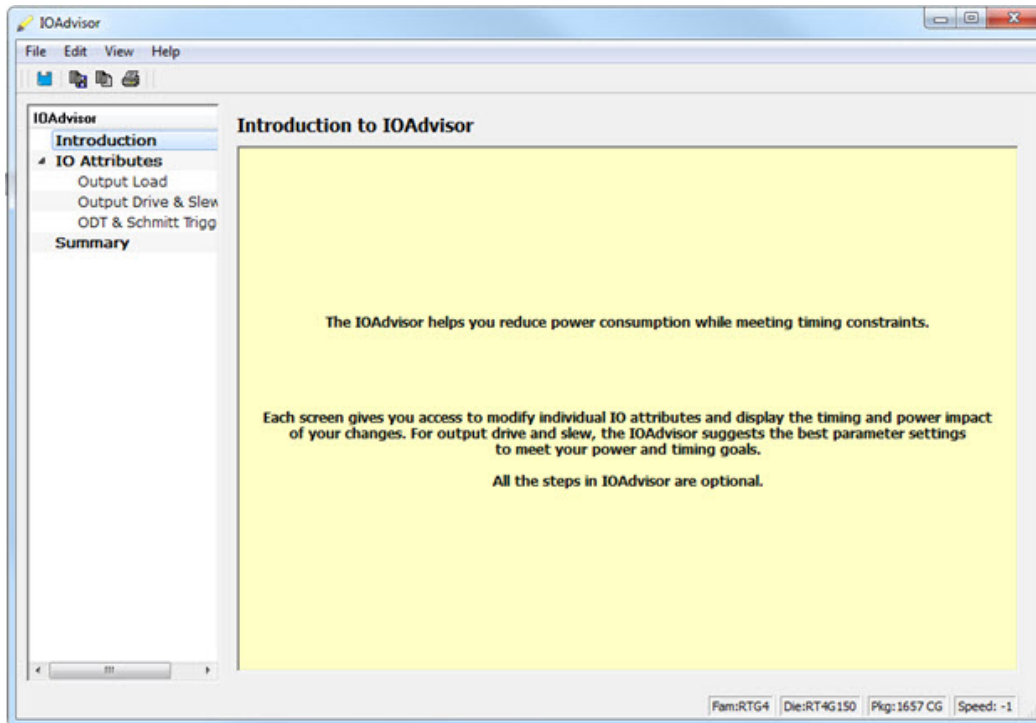 IOAdvisor
File Edit View Help
IOAdvisor
Introduction
IO Attributes
Output Load
Output Drive & Slew
ODT & Schmitt Trigg
Summary
Introduction to IOAdvisor
The IOAdvisor helps you reduce power consumption while meeting timing constraints.
Each screen gives you access to modify individual IO attributes and display the timing and power impact
of your changes. For output drive and slew, the IOAdvisor suggests the best parameter settings
to meet your power and timing goals.
All the steps in IOAdvisor are optional.
Fam:RTG4 Die:RT4G150 Pkg:1657 CG Speed: -1